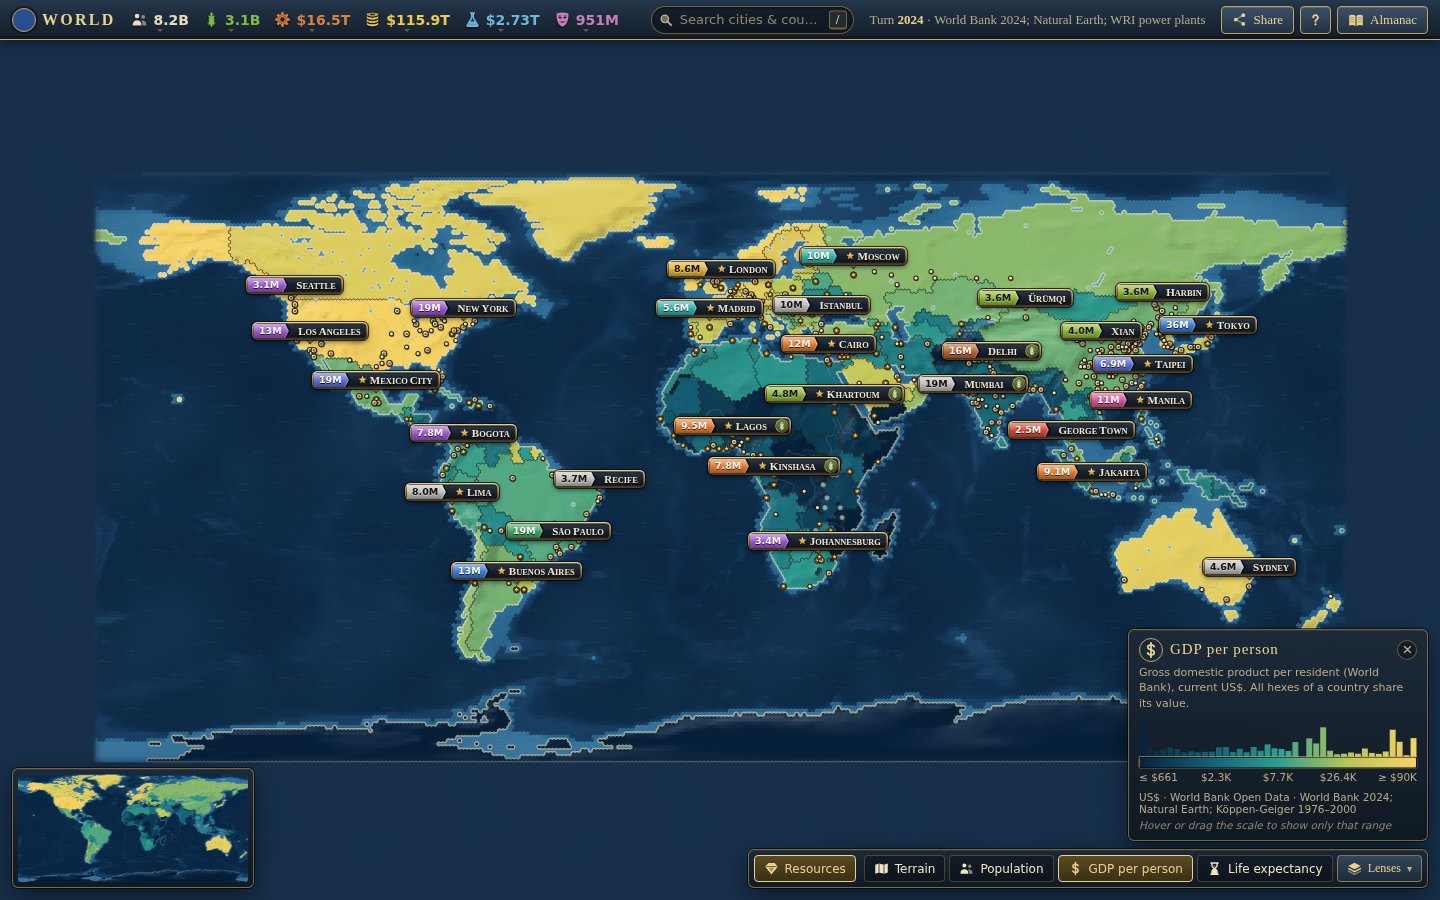 WORLD 8.2B 3.1B $16.5T $115.9T $2.73T 951M Search cities & cou... / Turn 2024 · World Bank 2024; Natural Earth; WRI power plants Share ? Almanac
10M Moscow
8.6M London
3.1M Seattle
3.6M Harbin
3.6M Ürümqi
10M Istanbul
19M New York
5.6M Madrid
36M Tokyo
13M Los Angeles
4.0M Xian
12M Cairo
16M Delhi
6.9M Taipei
19M Mexico City
19M Mumbai
4.8M Khartoum
11M Manila
9.5M Lagos
2.5M George Town
7.8M Bogota
7.8M Kinshasa
9.1M Jakarta
3.7M Recife
8.0M Lima
19M São Paulo
3.4M Johannesburg
4.6M Sydney
13M Buenos Aires
$ GDP per person ✕
Gross domestic product per resident (World
Bank), current US$. All hexes of a country share
its value.
≤ $661 $2.3K $7.7K $26.4K ≥ $90K
US$ · World Bank Open Data · World Bank 2024;
Natural Earth; Köppen-Geiger 1976–2000
Hover or drag the scale to show only that range
Resources Terrain Population $ GDP per person Life expectancy Lenses ▾